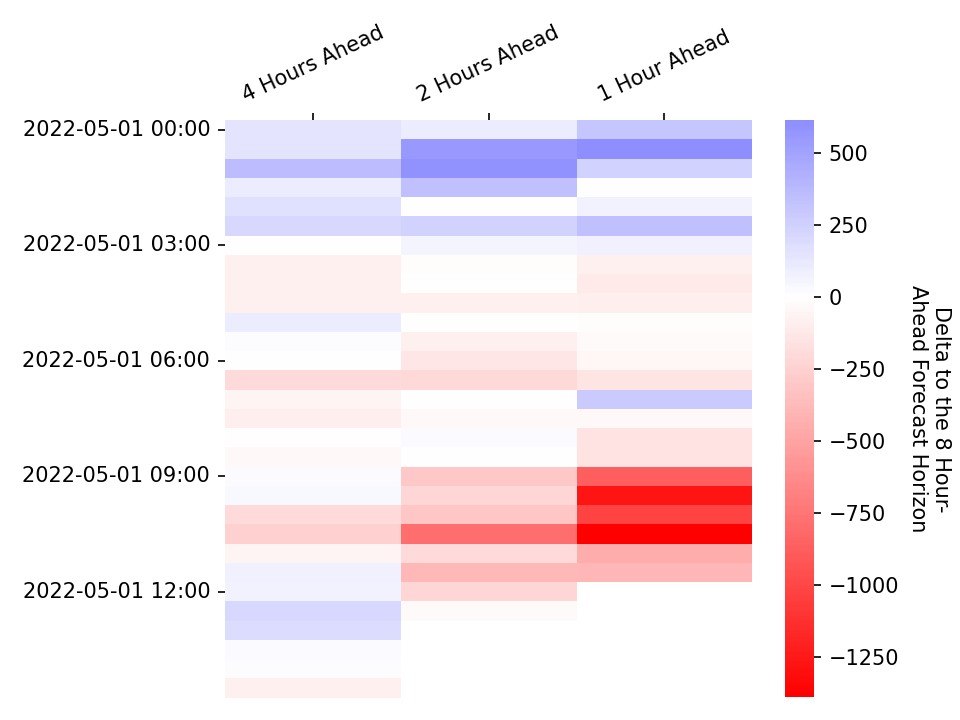 4 Hours Ahead
2 Hours Ahead
1 Hour Ahead
2022-05-01 00:00
2022-05-01 03:00
2022-05-01 06:00
2022-05-01 09:00
2022-05-01 12:00
500
250
0
−250
−500
−750
−1000
−1250
Delta to the 8 Hour-
Ahead Forecast Horizon